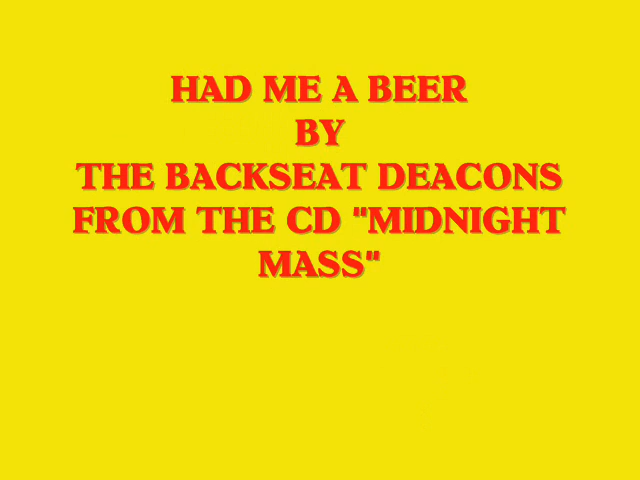 HAD ME A BEER
BY
THE BACKSEAT DEACONS
FROM THE CD "MIDNIGHT
MASS"